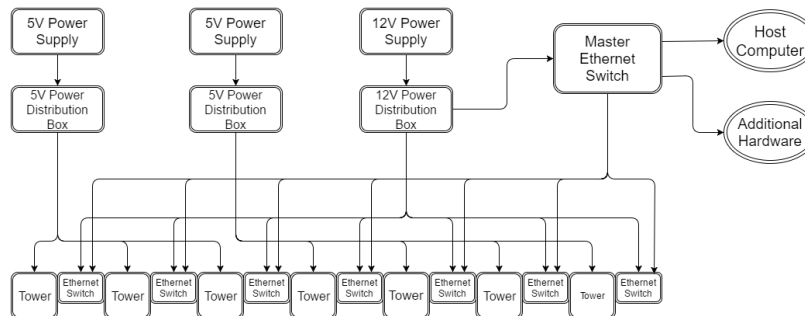 5V Power
Supply
5V Power
Supply
12V Power
Supply
Master
Ethernet
Switch
Host
Computer
5V Power
Distribution
Box
5V Power
Distribution
Box
12V Power
Distribution
Box
Additional
Hardware
Tower
Ethernet
Switch
Tower
Ethernet
Switch
Tower
Ethernet
Switch
Tower
Ethernet
Switch
Tower
Ethernet
Switch
Tower
Ethernet
Switch
Tower
Ethernet
Switch